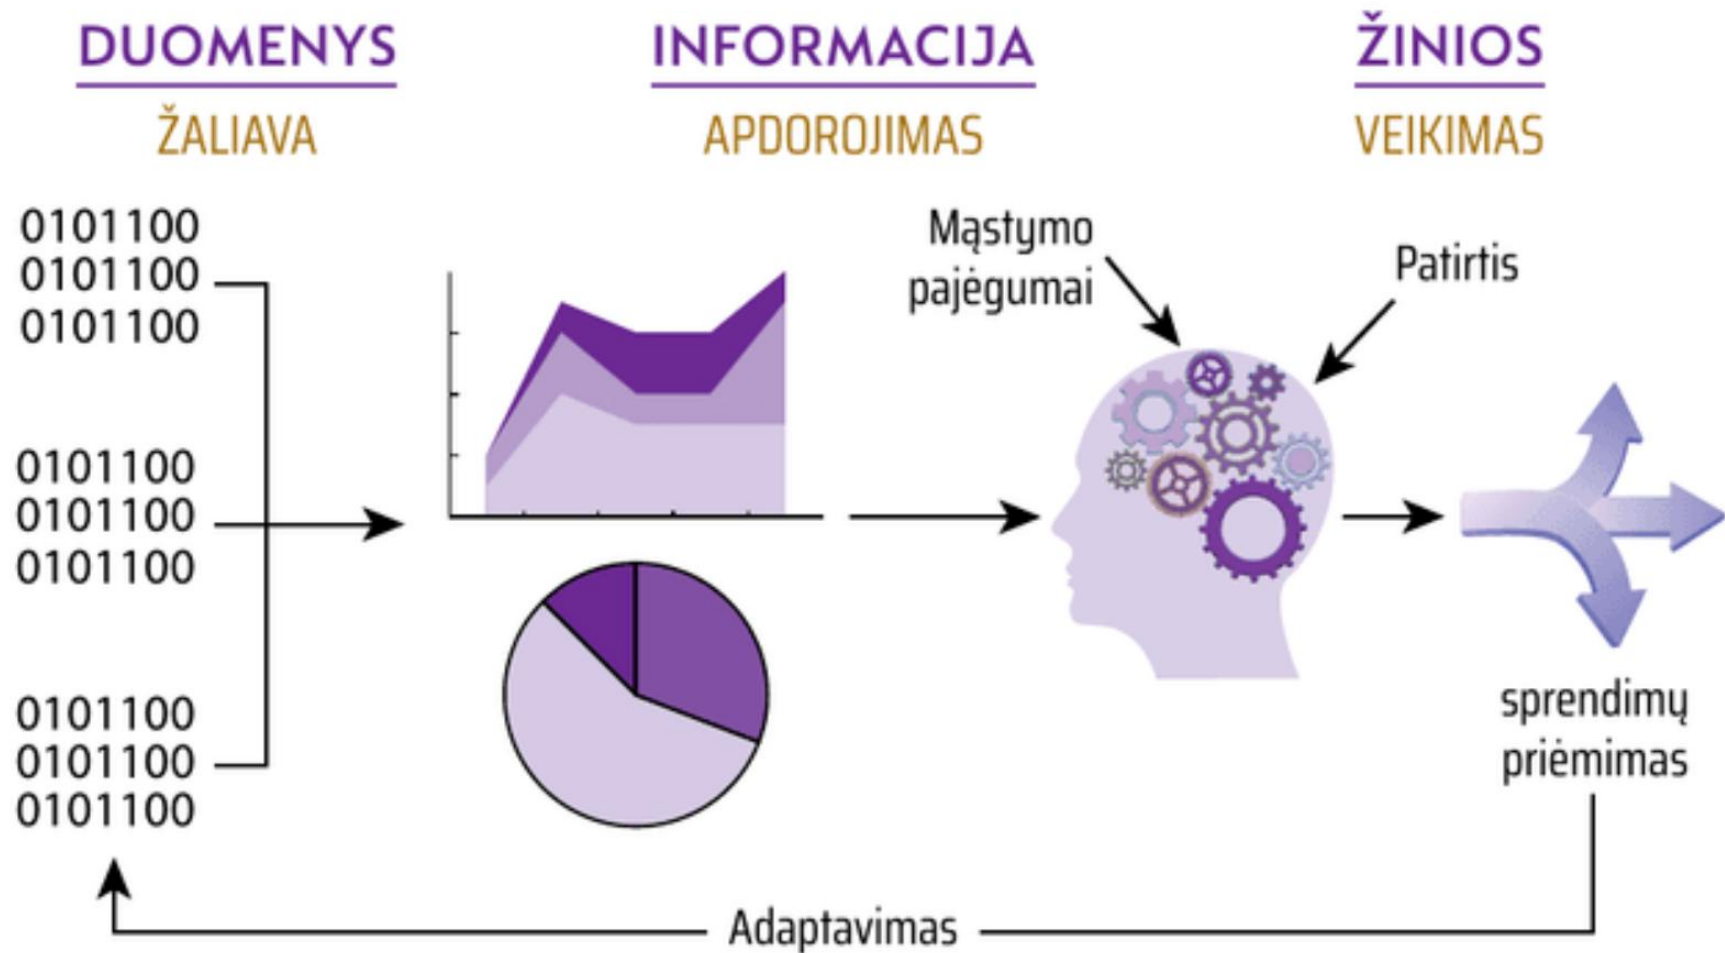 DUOMENYS
INFORMACIJA
ŽINIOS
ŽALIAVA
APDOROJIMAS
VEIKIMAS
0101100
0101100
0101100
0101100
0101100
0101100
0101100
0101100
0101100
Mąstymo
pajėgumai
Patirtis
sprendimų
priėmimas
Adaptavimas